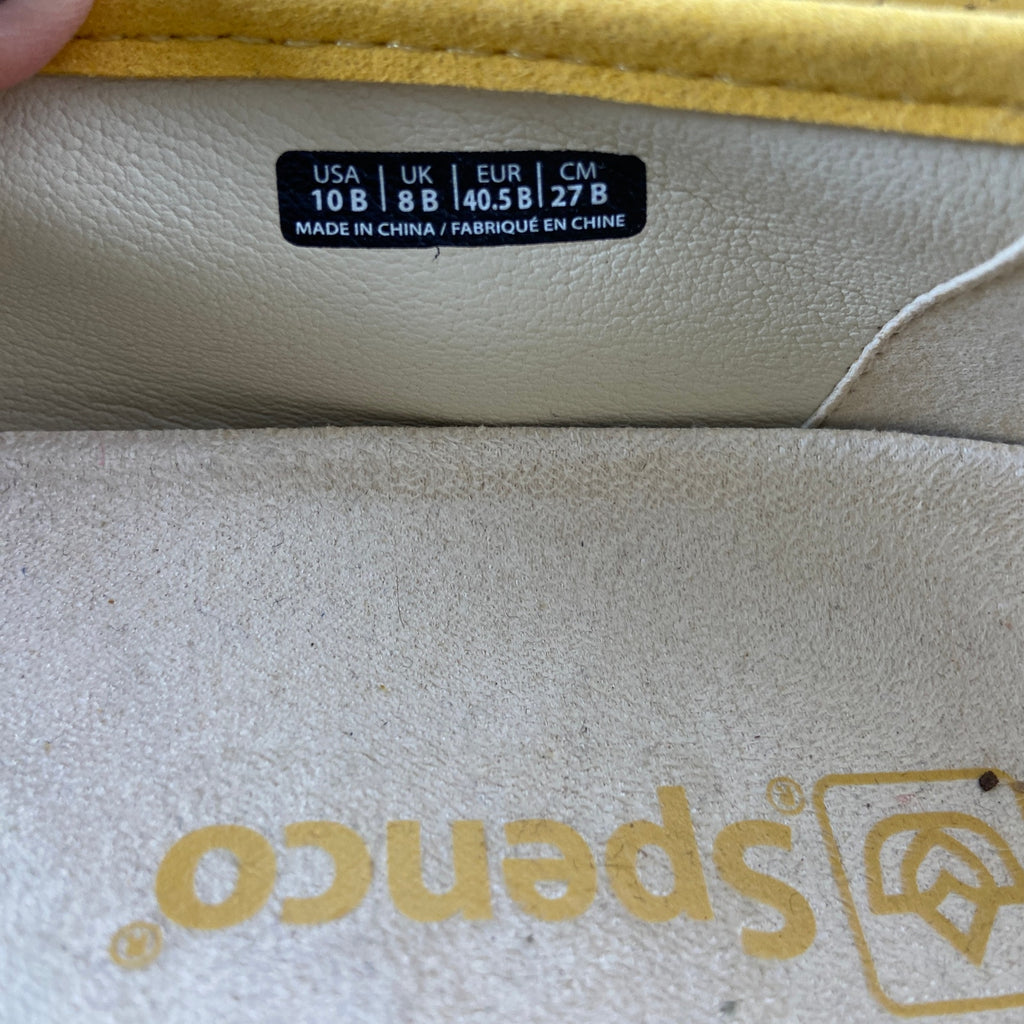 USA | UK | EUR | CM
10 B | 8 B | 40.5 B | 27 B
MADE IN CHINA / FABRIQUÉ EN CHINE
Spenco®